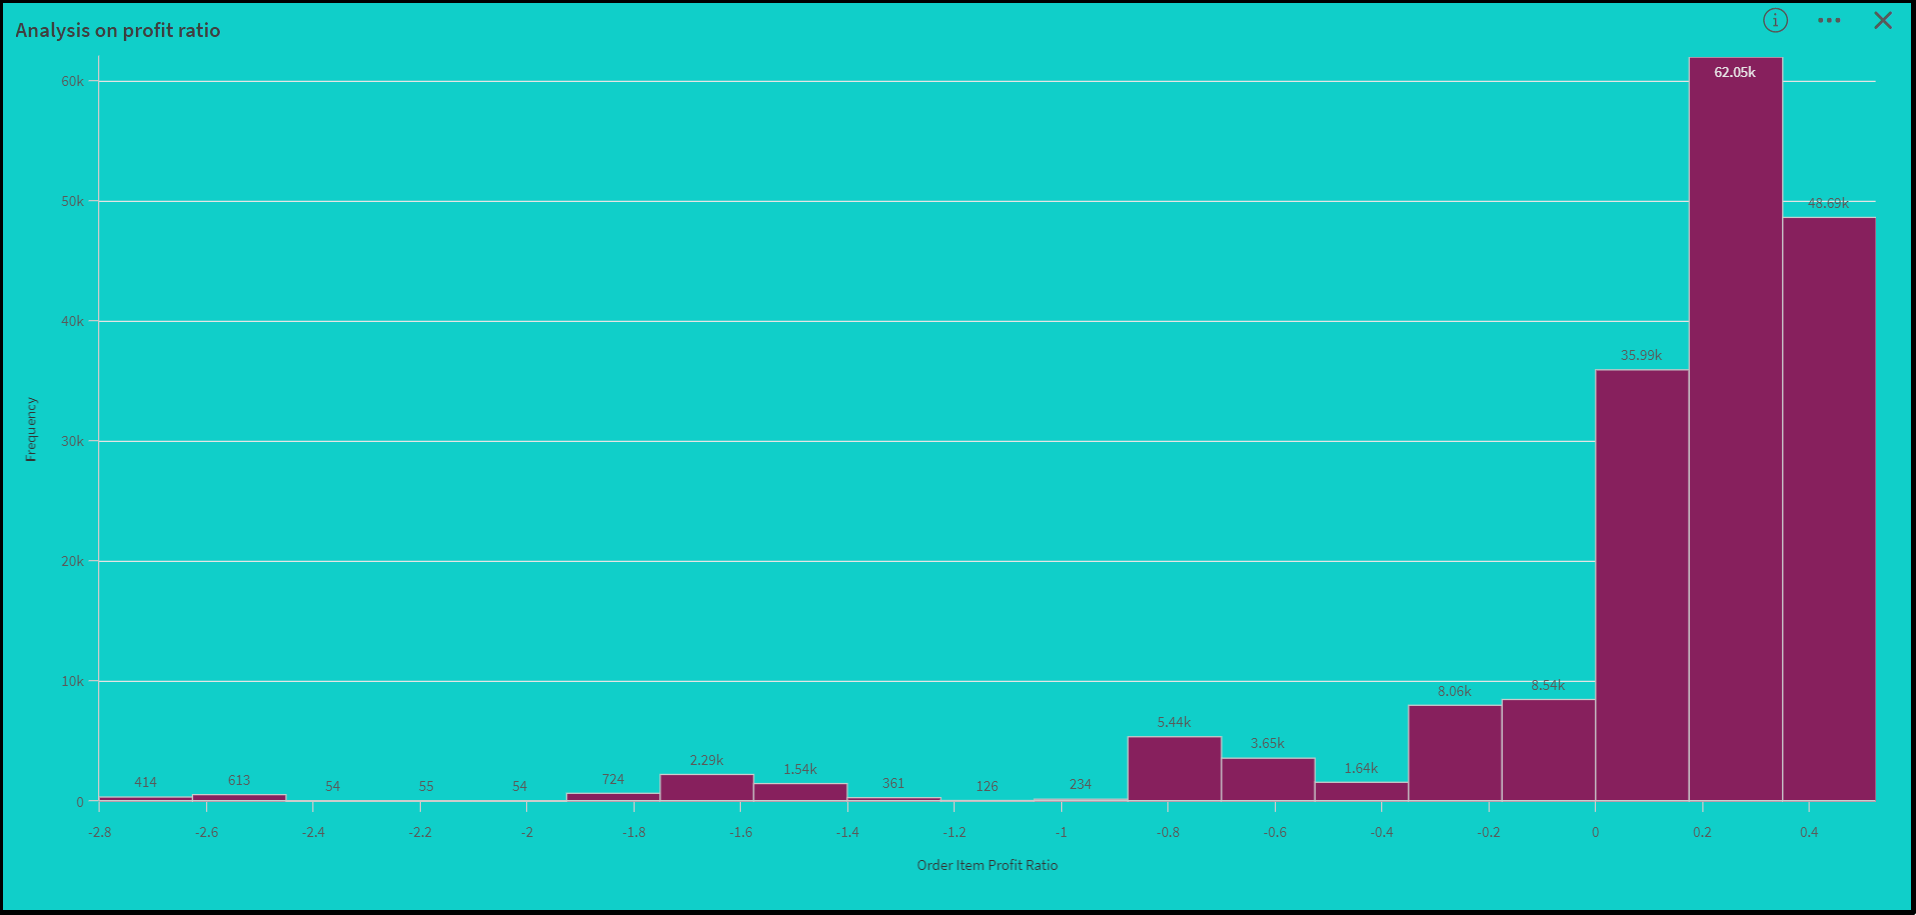 Analysis on profit ratio
60k
50k
40k
30k
20k
10k
0
Frequency
414
613
54
55
54
724
2.29k
1.54k
361
126
234
5.44k
3.65k
1.64k
8.06k
8.54k
35.99k
62.05k
48.69k
-2.8 -2.6 -2.4 -2.2 -2 -1.8 -1.6 -1.4 -1.2 -1 -0.8 -0.6 -0.4 -0.2 0 0.2 0.4
Order Item Profit Ratio